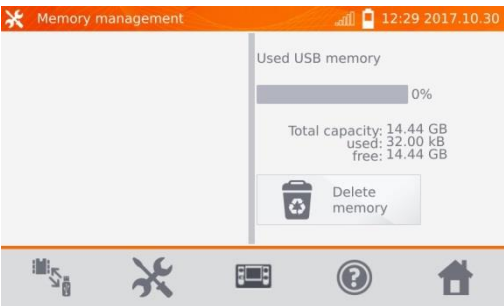 Memory management 12:29 2017.10.30
Used USB memory
0%
Total capacity: 14.44 GB
used: 32.00 kB
free: 14.44 GB
Delete
memory
?